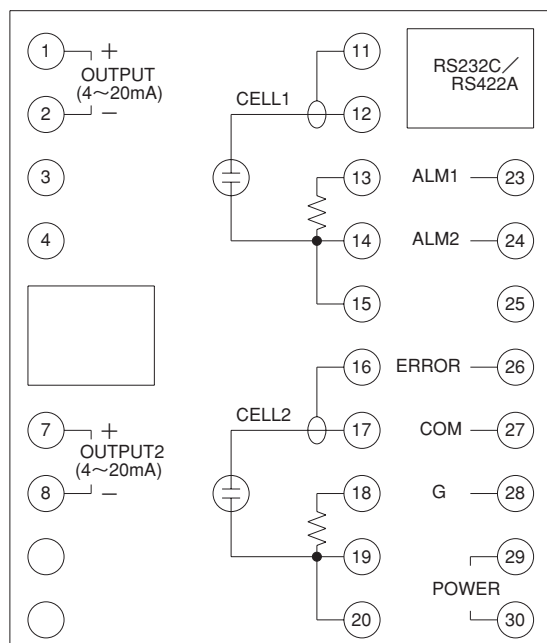 1
+
OUTPUT
(4～20mA)
2
−
3
4
7
+
OUTPUT2
(4～20mA)
8
−
11
CELL1
12
13
14
15
16
CELL2
17
18
19
20
RS232C／
RS422A
ALM1
23
ALM2
24
25
ERROR
26
COM
27
G
28
29
POWER
30